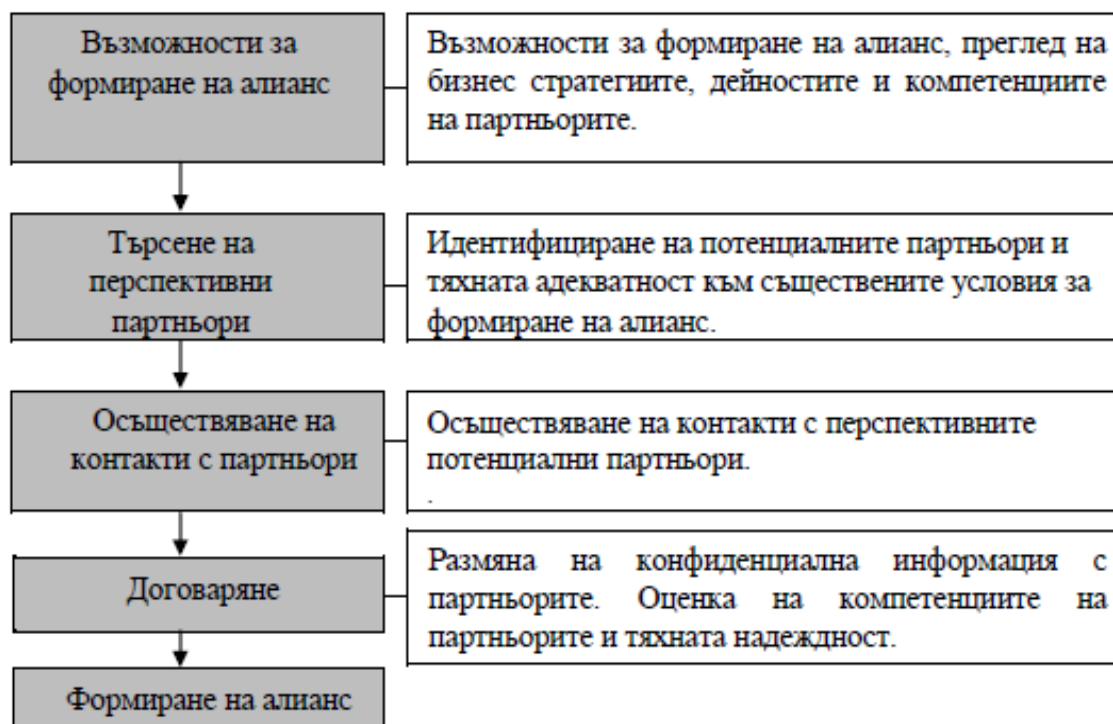 Възможности за
формиране на алианс
Възможности за формиране на алианс, преглед на
бизнес стратегиите, дейностите и компетенциите
на партньорите.
Търсене на
перспективни
партньори
Идентифициране на потенциалните партньори и
тяхната адекватност към съществените условия за
формиране на алианс.
Осъществяване на
контакти с партньори
Осъществяване на контакти с перспективните
потенциални партньори.
.
Договаряне
Размяна на конфиденциална информация с
партньорите. Оценка на компетенциите на
партньорите и тяхната надеждност.
Формиране на алианс